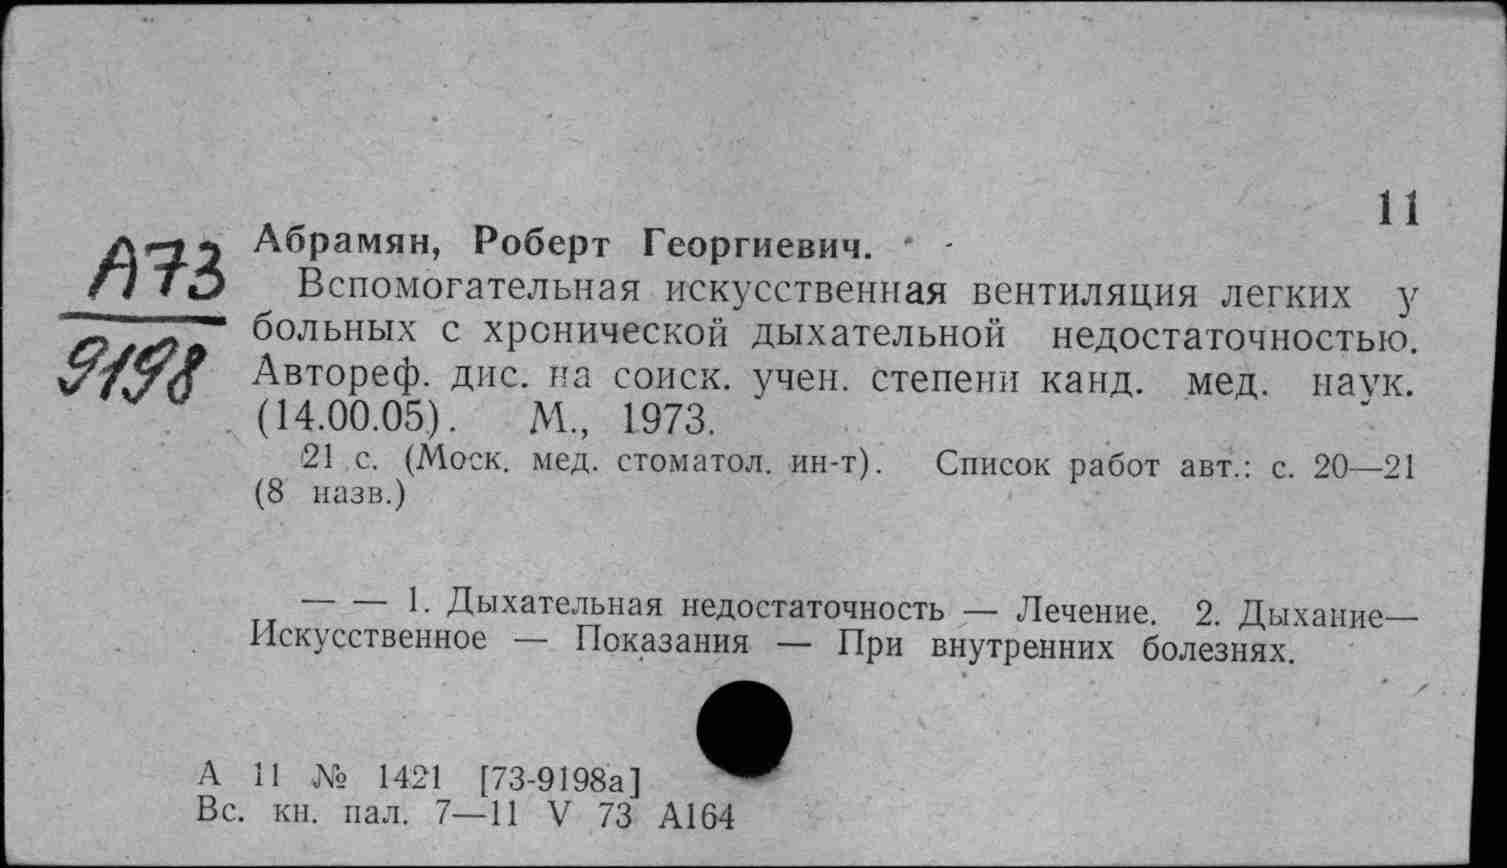 11
А73
9198
Абрамян, Роберт Георгиевич.
Вспомогательная искусственная вентиляция легких у
больных с хронической дыхательной недостаточностью.
Автореф. дис. на соиск. учен. степени канд. мед. наук.
(14.00.05). М., 1973.
21 с. (Моск. мед. стоматол. ин-т). Список работ авт.: с. 20—21
(8 назв.)
— — 1. Дыхательная недостаточность — Лечение. 2. Дыхание—
Искусственное — Показания — При внутренних болезнях.
А 11 № 1421 [73-9198а]
Вс. кн. пал. 7—11 V 73 А164